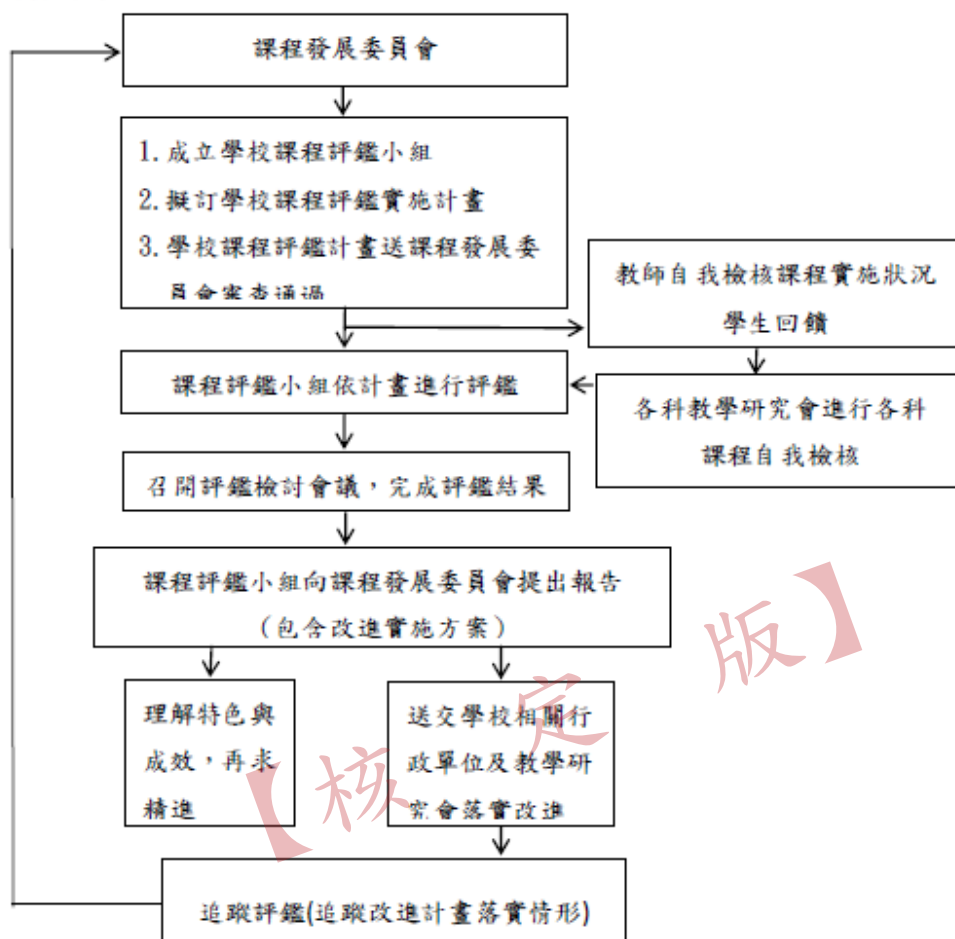 課程發展委員會
1. 成立學校課程評鑑小組
2. 擬訂學校課程評鑑實施計畫
3. 學校課程評鑑計畫送課程發展委
員會審查通過
教師自我檢核課程實施狀況
學生回饋
課程評鑑小組依計畫進行評鑑
各科教學研究會進行各科
課程自我檢核
召開評鑑檢討會議，完成評鑑結果
課程評鑑小組向課程發展委員會提出報告
（包含改進實施方案）
理解特色與
成效，再求
精進
送交學校相關行
政單位及教學研
究會落實改進
追蹤評鑑(追蹤改進計畫落實情形)
【核定版】